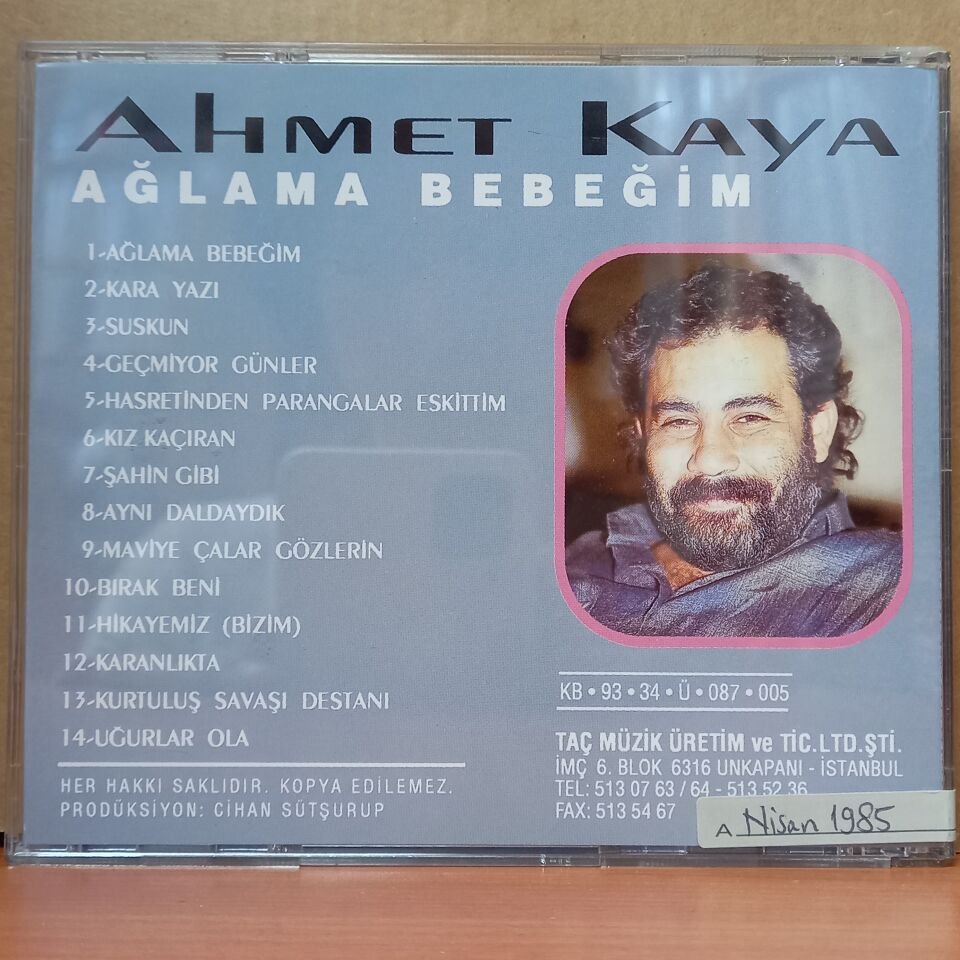 AHMET KAYA
AĞLAMA BEBEĞİM
1-AĞLAMA BEBEĞİM
2-KARA YAZI
3-SUSKUN
4-GEÇMİYOR GÜNLER
5-HASRETİNDEN PARANGALAR ESKİTTİM
6-KIZ KAÇIRAN
7-ŞAHİN GİBİ
8-AYNI DALDAYDIK
9-MAVİYE ÇALAR GÖZLERİN
10-BIRAK BENİ
11-HİKAYEMİZ (BİZİM)
12-KARANLIKTA
13-KURTULUŞ SAVAŞI DESTANI
14-UĞURLAR OLA
HER HAKKI SAKLIDIR. KOPYA EDİLEMEZ.
PRODÜKSİYON: CİHAN SÜTŞURUP
KB • 93 • 34 • Ü • 087 • 005
TAÇ MÜZİK ÜRETİM ve TİC.LTD.ŞTİ.
İMÇ 6. BLOK 6316 UNKAPANI - İSTANBUL
TEL: 513 07 63 / 64 - 513 52 36
FAX: 513 54 67
A Nisan 1985